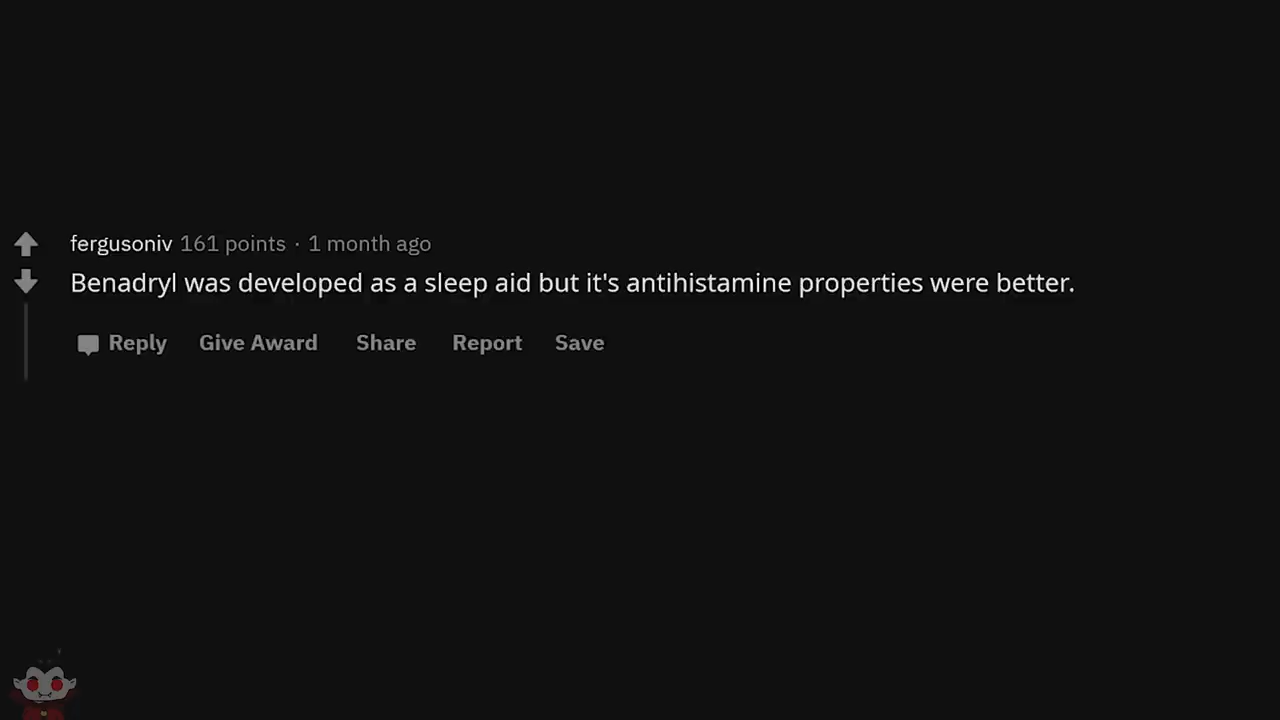 fergusoniv 161 points · 1 month ago
Benadryl was developed as a sleep aid but it's antihistamine properties were better.
Reply Give Award Share Report Save